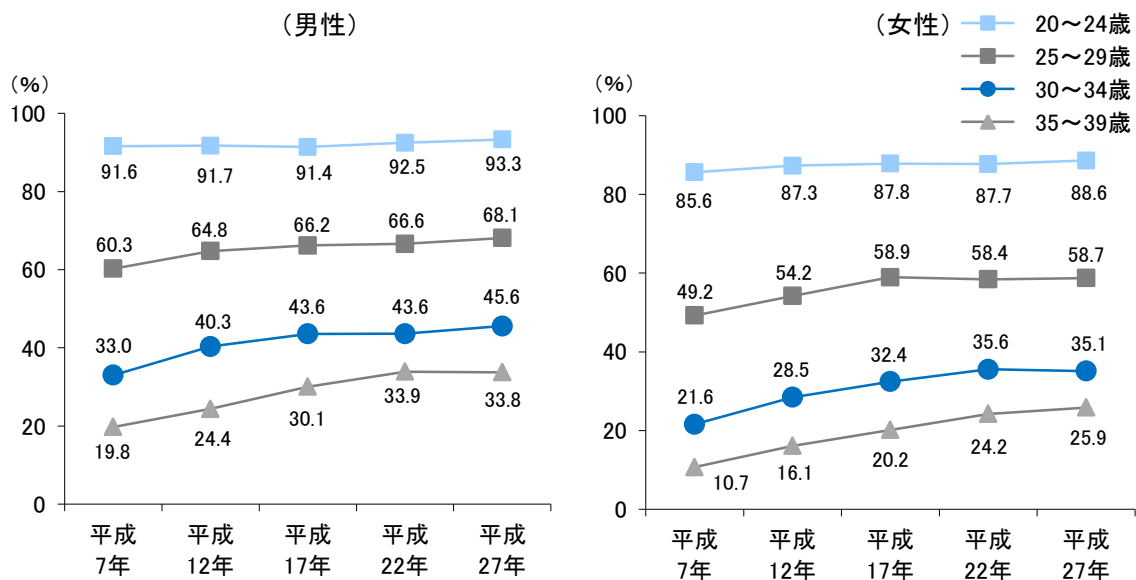 （男性）
（％）
100
80
60
40
20
0
91.6 91.7 91.4 92.5 93.3
60.3 64.8 66.2 66.6 68.1
33.0 40.3 43.6 43.6 45.6
19.8 24.4 30.1 33.9 33.8
平成 平成 平成 平成 平成
7年 12年 17年 22年 27年
（女性）
20～24歳
25～29歳
30～34歳
35～39歳
（％）
100
80
60
40
20
0
85.6 87.3 87.8 87.7 88.6
49.2 54.2 58.9 58.4 58.7
21.6 28.5 32.4 35.6 35.1
10.7 16.1 20.2 24.2 25.9
平成 平成 平成 平成 平成
7年 12年 17年 22年 27年